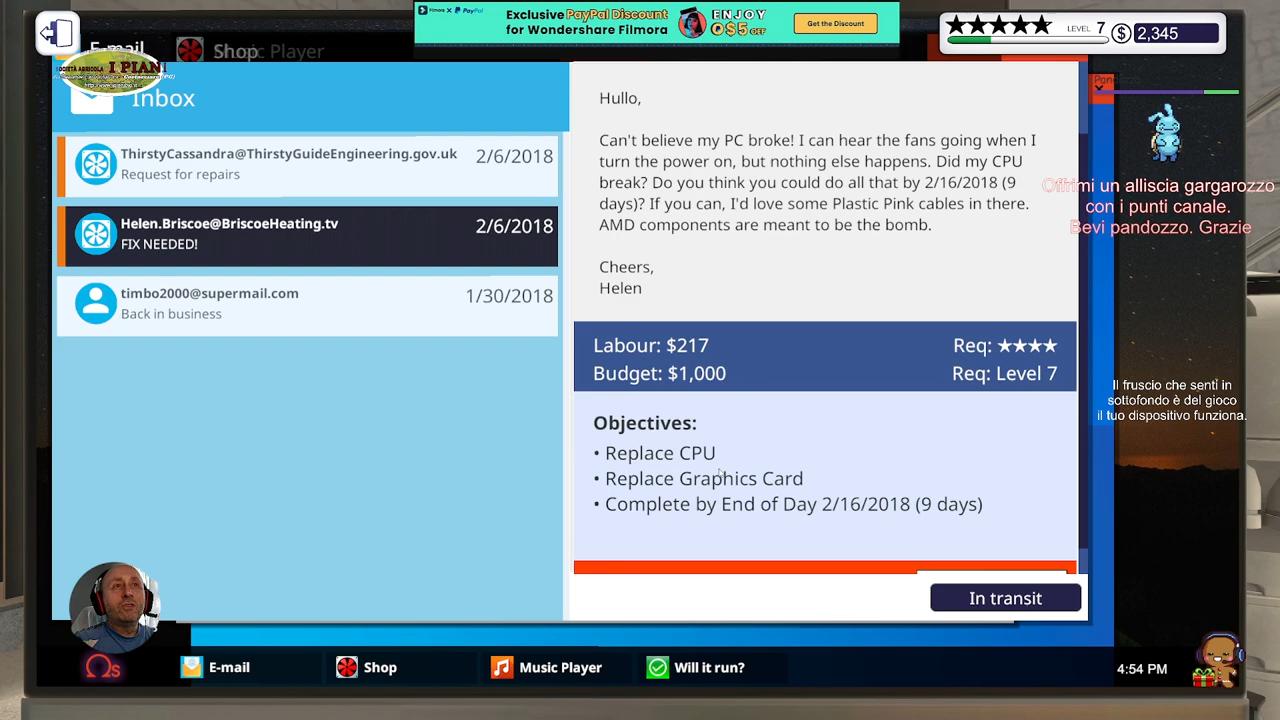 Filmora × PayPal
Exclusive PayPal Discount
for Wondershare Filmora
ENJOY
$5 OFF
Get the Discount
LEVEL 7
$ 2,345
E-mail
Shop
Player
SOCIETÀ AGRICOLA I PIANI
Inbox
ThirstyCassandra@ThirstyGuideEngineering.gov.uk
2/6/2018
Request for repairs
Helen.Briscoe@BriscoeHeating.tv
2/6/2018
FIX NEEDED!
timbo2000@supermail.com
1/30/2018
Back in business
Hullo,
Can't believe my PC broke! I can hear the fans going when I
turn the power on, but nothing else happens. Did my CPU
break? Do you think you could do all that by 2/16/2018 (9
days)? If you can, I'd love some Plastic Pink cables in there.
AMD components are meant to be the bomb.
Cheers,
Helen
Labour: $217
Req: ★★★★
Budget: $1,000
Req: Level 7
Objectives:
• Replace CPU
• Replace Graphics Card
• Complete by End of Day 2/16/2018 (9 days)
In transit
Offrimi un alliscia gargarozzo
con i punti canale.
Bevi pandozzo. Grazie
Il fruscio che senti in
sottofondo è del gioco
il tuo dispositivo funziona.
Ωs
E-mail
Shop
Music Player
Will it run?
4:54 PM